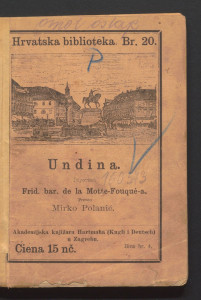 Hrvatska biblioteka. Br. 20.
P
V
Undina.
Frid. bar. de la Motte-Fouqué-a.
Mirko Polanić.
Akademijska knjižara Hartmana (Kugli i Deutsch)
u Zagrebu.
Ciena 15 nč.